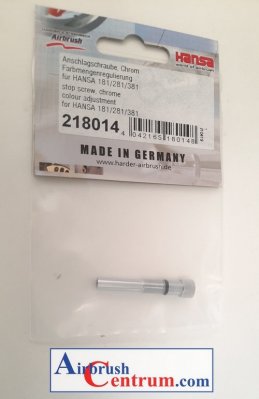 Airbrush
Hansa
Anschlagschraube, Chrom
Farbmengenregulierung
für HANSA 181/281/381
stop screw, chrome
colour adjustment
for HANSA 181/281/381
218014
MADE IN GERMANY
www.harder-airbrush.de
Airbrush
Centrum.com